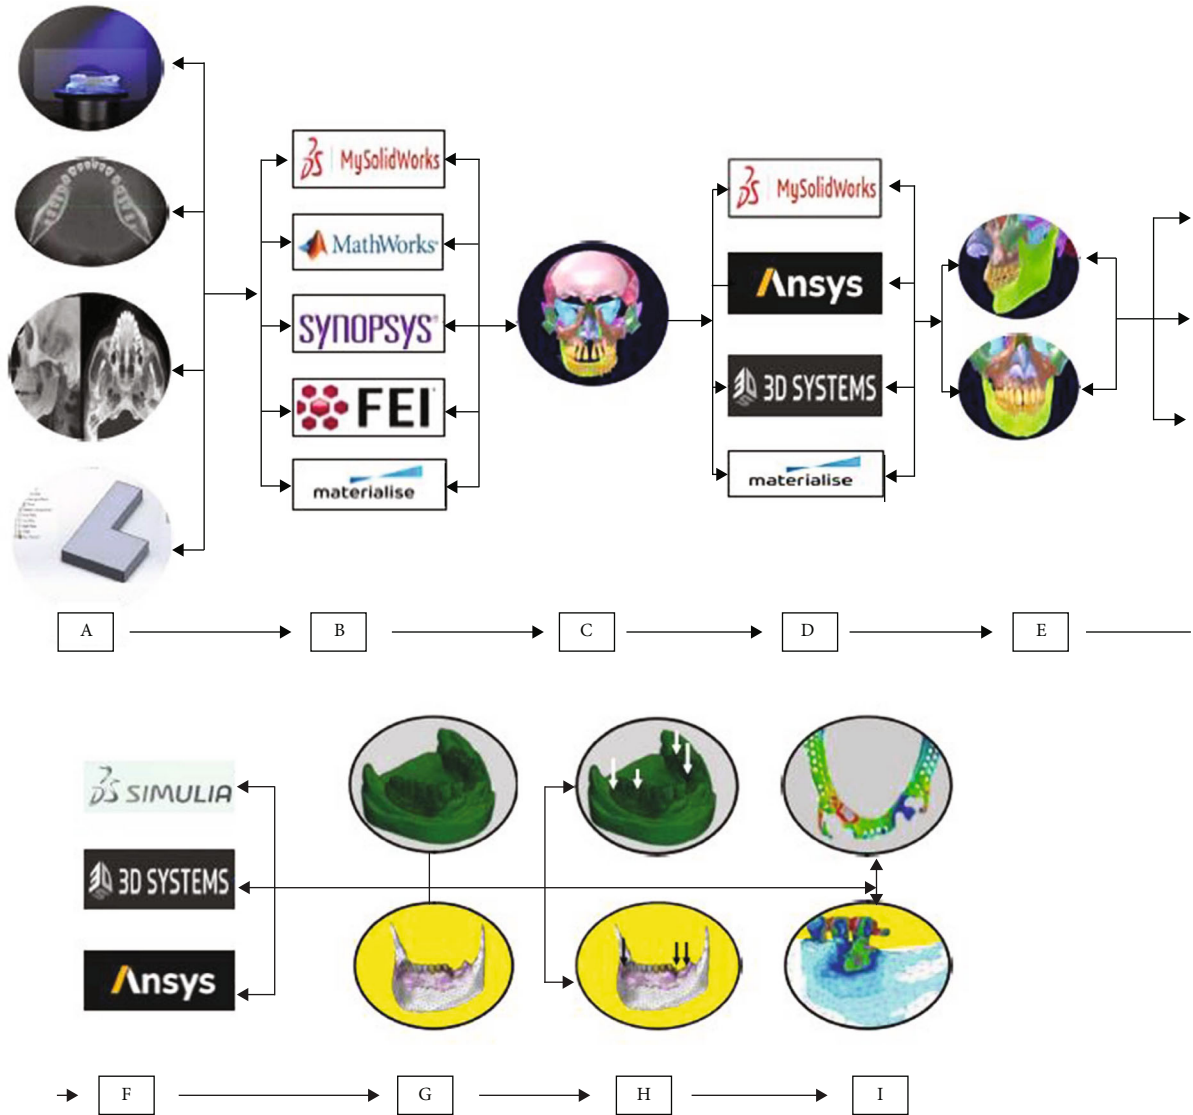 MySolidWorks
MathWorks®
SYNOPSYS®
FEI
materialise
MySolidWorks
Ansys
3D SYSTEMS
materialise
A
B
C
D
E
SIMULIA
3D SYSTEMS
Ansys
F
G
H
I